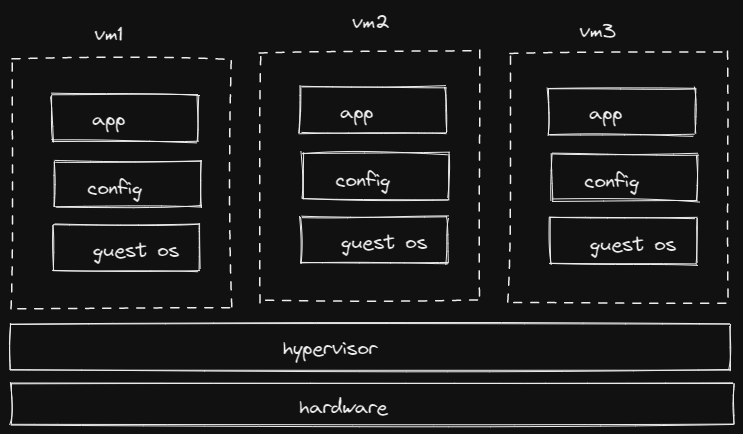 vm1
vm2
vm3
app
app
app
config
config
config
guest os
guest os
guest os
hypervisor
hardware